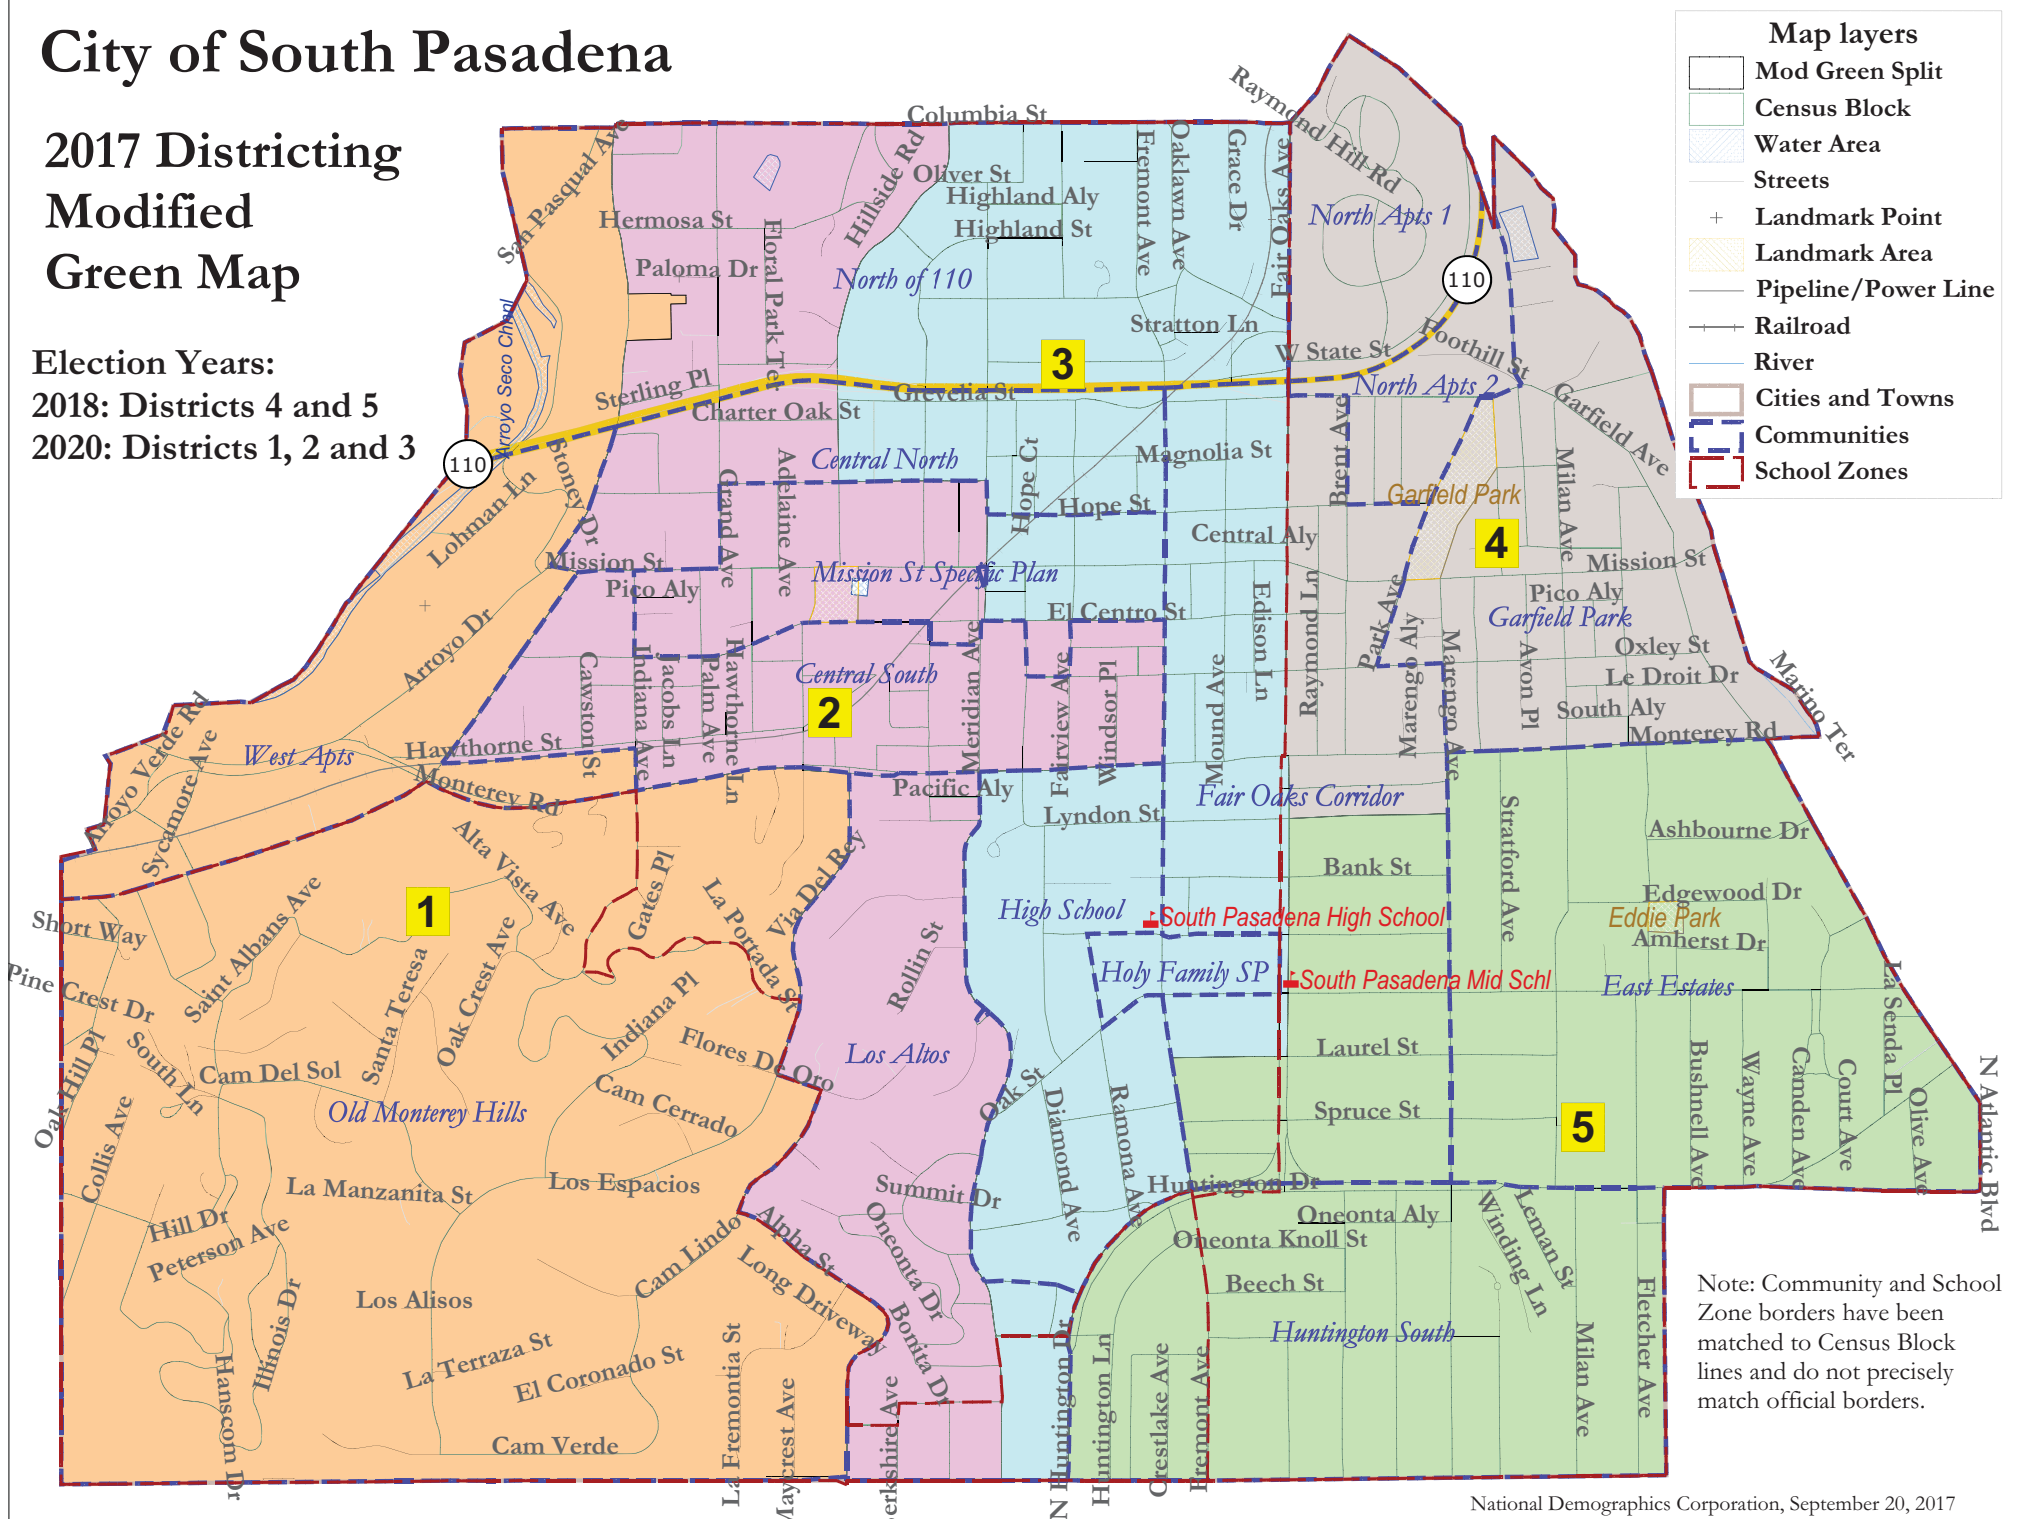 City of South Pasadena
2017 Districting
Modified
Green Map
Election Years:
2018: Districts 4 and 5
2020: Districts 1, 2 and 3
Map layers
Mod Green Split
Census Block
Water Area
Streets
Landmark Point
Landmark Area
Pipeline/Power Line
Railroad
River
Cities and Towns
Communities
School Zones
Columbia St
Raymond Hill Rd
San Pasqual Ave
Hillside Rd
Oliver St
Highland Aly
Highland St
Fremont Ave
Oaklawn Ave
Grace Dr
Fair Oaks Ave
North Apts 1
Hermosa St
Floral Park Ter
Paloma Dr
North of 110
110
Arroyo Seco Chnnl
Stratton Ln
W State St
Foothill St
3
Sterling Pl
Grevelia St
North Apts 2
Charter Oak St
Garfield Ave
110
Lohman Ln
Stoney Dr
Central North
Hope Ct
Magnolia St
Brent Ave
Garfield Park
Milan Ave
Grand Ave
Adelaine Ave
Hope St
Central Aly
4
Mission St
Mission St
Pico Aly
Mission St Specific Plan
Pico Aly
El Centro St
Edison Ln
Raymond Ln
Park Ave
Marengo Aly
Marengo Ave
Garfield Park
Avon Pl
Oxley St
Le Droit Dr
South Aly
Monterey Rd
Marino Ter
Arroyo Dr
Cawston St
Indiana Ave
Jacobs Ln
Palm Ave
Hawthorne Ln
Central South
2
Meridian Ave
Fairview Ave
Windsor Pl
Mound Ave
Arroyo Verde Rd
Sycamore Ave
West Apts
Hawthorne St
Monterey Rd
Pacific Aly
Lyndon St
Fair Oaks Corridor
Stratford Ave
Ashbourne Dr
Alta Vista Ave
Gates Pl
La Portada St
Via Del Rey
Bank St
Edgewood Dr
Eddie Park
Amherst Dr
1
Short Way
Saint Albans Ave
Santa Teresa
Oak Crest Ave
Rollin St
High School
South Pasadena High School
Holy Family SP
South Pasadena Mid Schl
East Estates
La Senda Pl
Pine Crest Dr
Oak Hill Pl
South Ln
Cam Del Sol
Indiana Pl
Flores De Oro
Los Altos
Laurel St
Bushnell Ave
Wayne Ave
Camden Ave
Court Ave
Olive Ave
N Atlantic Blvd
Collis Ave
Old Monterey Hills
Cam Cerrado
Oak St
Diamond Ave
Ramona Ave
Spruce St
5
La Manzanita St
Los Espacios
Summit Dr
Huntington Dr
Hill Dr
Peterson Ave
Alpha St
Oneonta Dr
Oneonta Aly
Oneonta Knoll St
Winding Ln
Leman St
Cam Lindo
Long Driveway
Beech St
Illinois Dr
Los Alisos
Bonita Dr
Huntington South
Milan Ave
Fletcher Ave
Hanscom Dr
La Terraza St
El Coronado St
La Fremontia St
Maycrest Ave
erkshire Ave
N Huntington Dr
Huntington Ln
Crestlake Ave
Fremont Ave
Cam Verde
Note: Community and School
Zone borders have been
matched to Census Block
lines and do not precisely
match official borders.
National Demographics Corporation, September 20, 2017